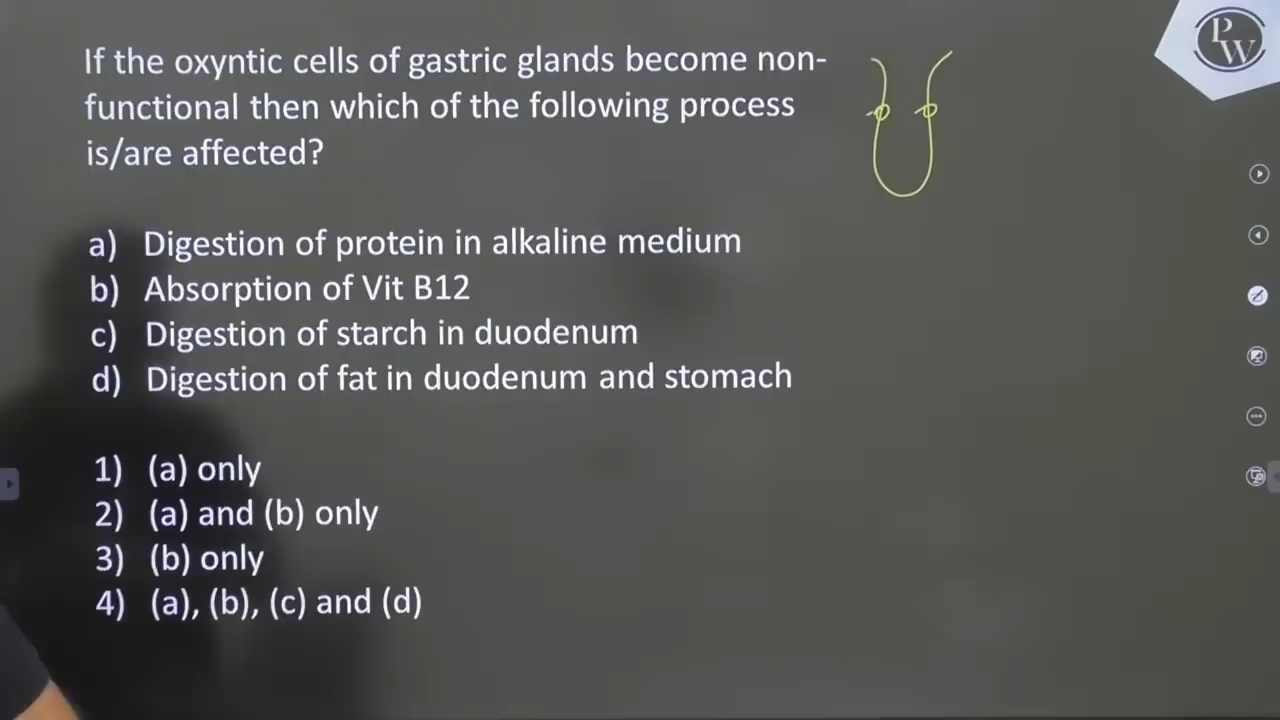 PW
If the oxyntic cells of gastric glands become non-
functional then which of the following process
is/are affected?
a) Digestion of protein in alkaline medium
b) Absorption of Vit B12
c) Digestion of starch in duodenum
d) Digestion of fat in duodenum and stomach
1) (a) only
2) (a) and (b) only
3) (b) only
4) (a), (b), (c) and (d)